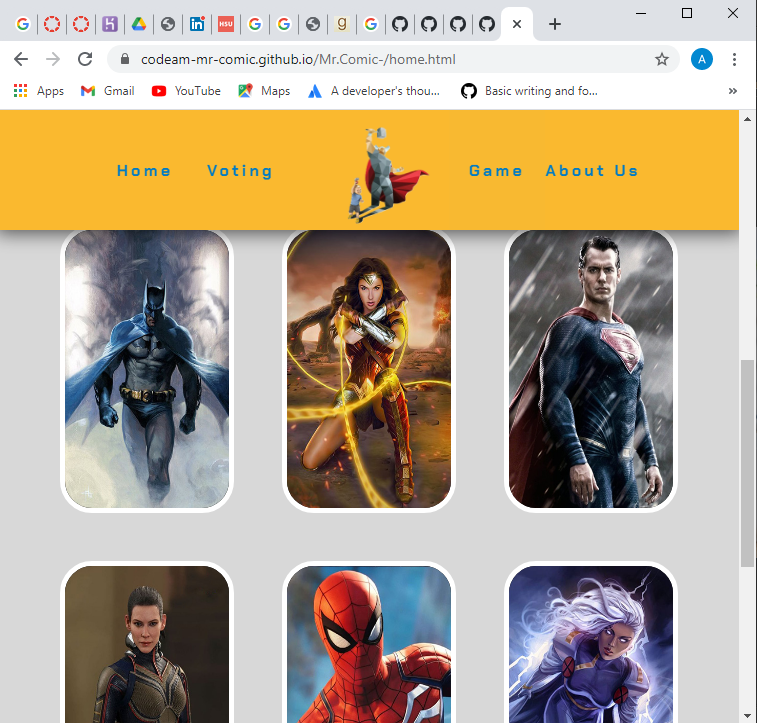 HSU
g
codeam-mr-comic.github.io/Mr.Comic-/home.html
A
Apps Gmail YouTube Maps A developer's thou... Basic writing and fo... »
Home Voting Game About Us